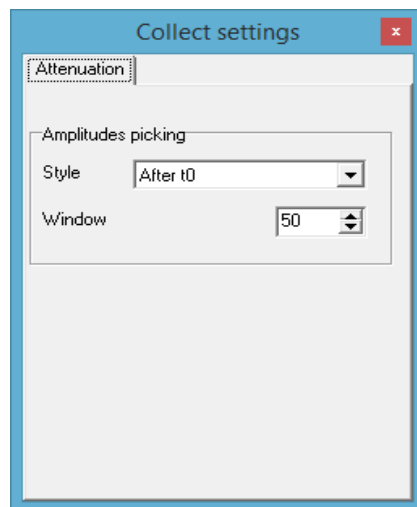 Collect settings
x
Attenuation
Amplitudes picking
Style After t0
Window 50